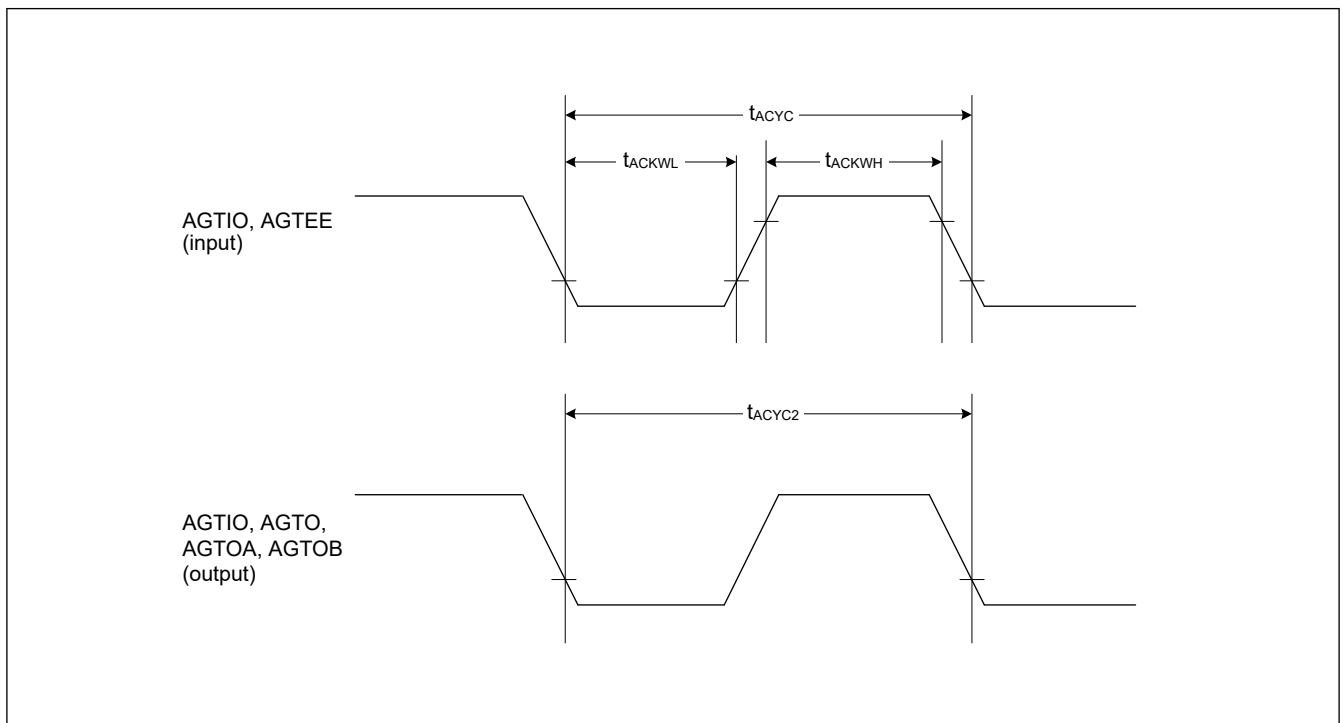 tACYC
tACKWL
tACKWH
AGTIO, AGTEE
(input)
tACYC2
AGTIO, AGTO,
AGTOA, AGTOB
(output)